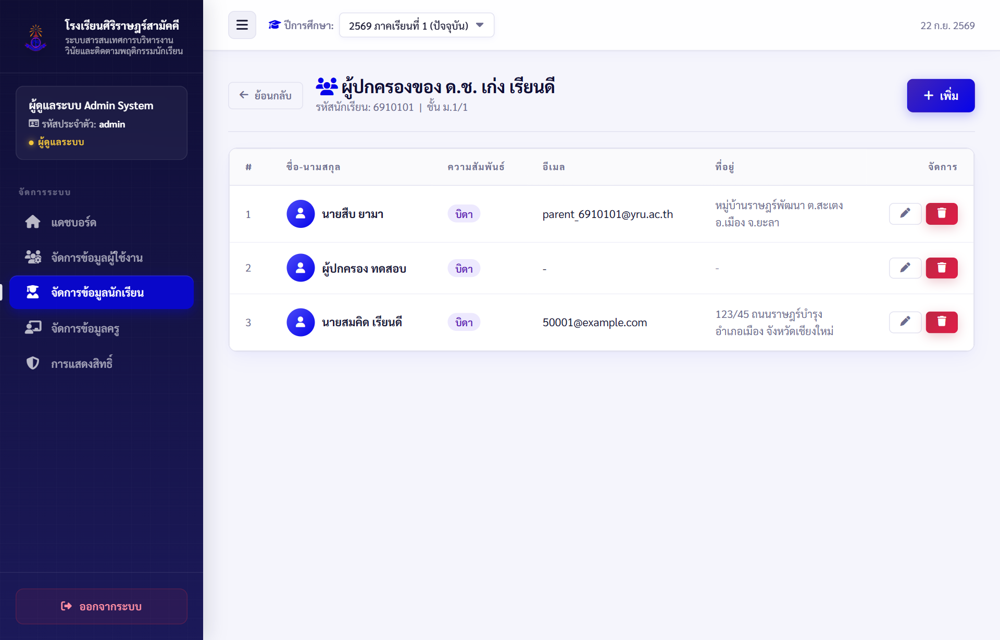 โรงเรียนศิริราษฎร์สามัคคี
ระบบสารสนเทศการบริหารงาน
วินัยและติดตามพฤติกรรมนักเรียน
ผู้ดูแลระบบ Admin System
รหัสประจำตัว: admin
ผู้ดูแลระบบ
จัดการระบบ
แดชบอร์ด
จัดการข้อมูลผู้ใช้งาน
จัดการข้อมูลนักเรียน
จัดการข้อมูลครู
การแสดงสิทธิ์
ออกจากระบบ
ปีการศึกษา: 2569 ภาคเรียนที่ 1 (ปัจจุบัน)
22 ก.ย. 2569
ย้อนกลับ
ผู้ปกครองของ ด.ช. เก่ง เรียนดี
รหัสนักเรียน: 6910101 | ชั้น ม.1/1
+ เพิ่ม
# ชื่อ-นามสกุล ความสัมพันธ์ อีเมล ที่อยู่ จัดการ
1 นายสืบ ยามา บิดา parent_6910101@yru.ac.th หมู่บ้านราษฎร์พัฒนา ต.สะเตง
อ.เมือง จ.ยะลา
2 ผู้ปกครอง ทดสอบ บิดา - -
3 นายสมคิด เรียนดี บิดา 50001@example.com 123/45 ถนนราษฎร์บำรุง
อำเภอเมือง จังหวัดเชียงใหม่